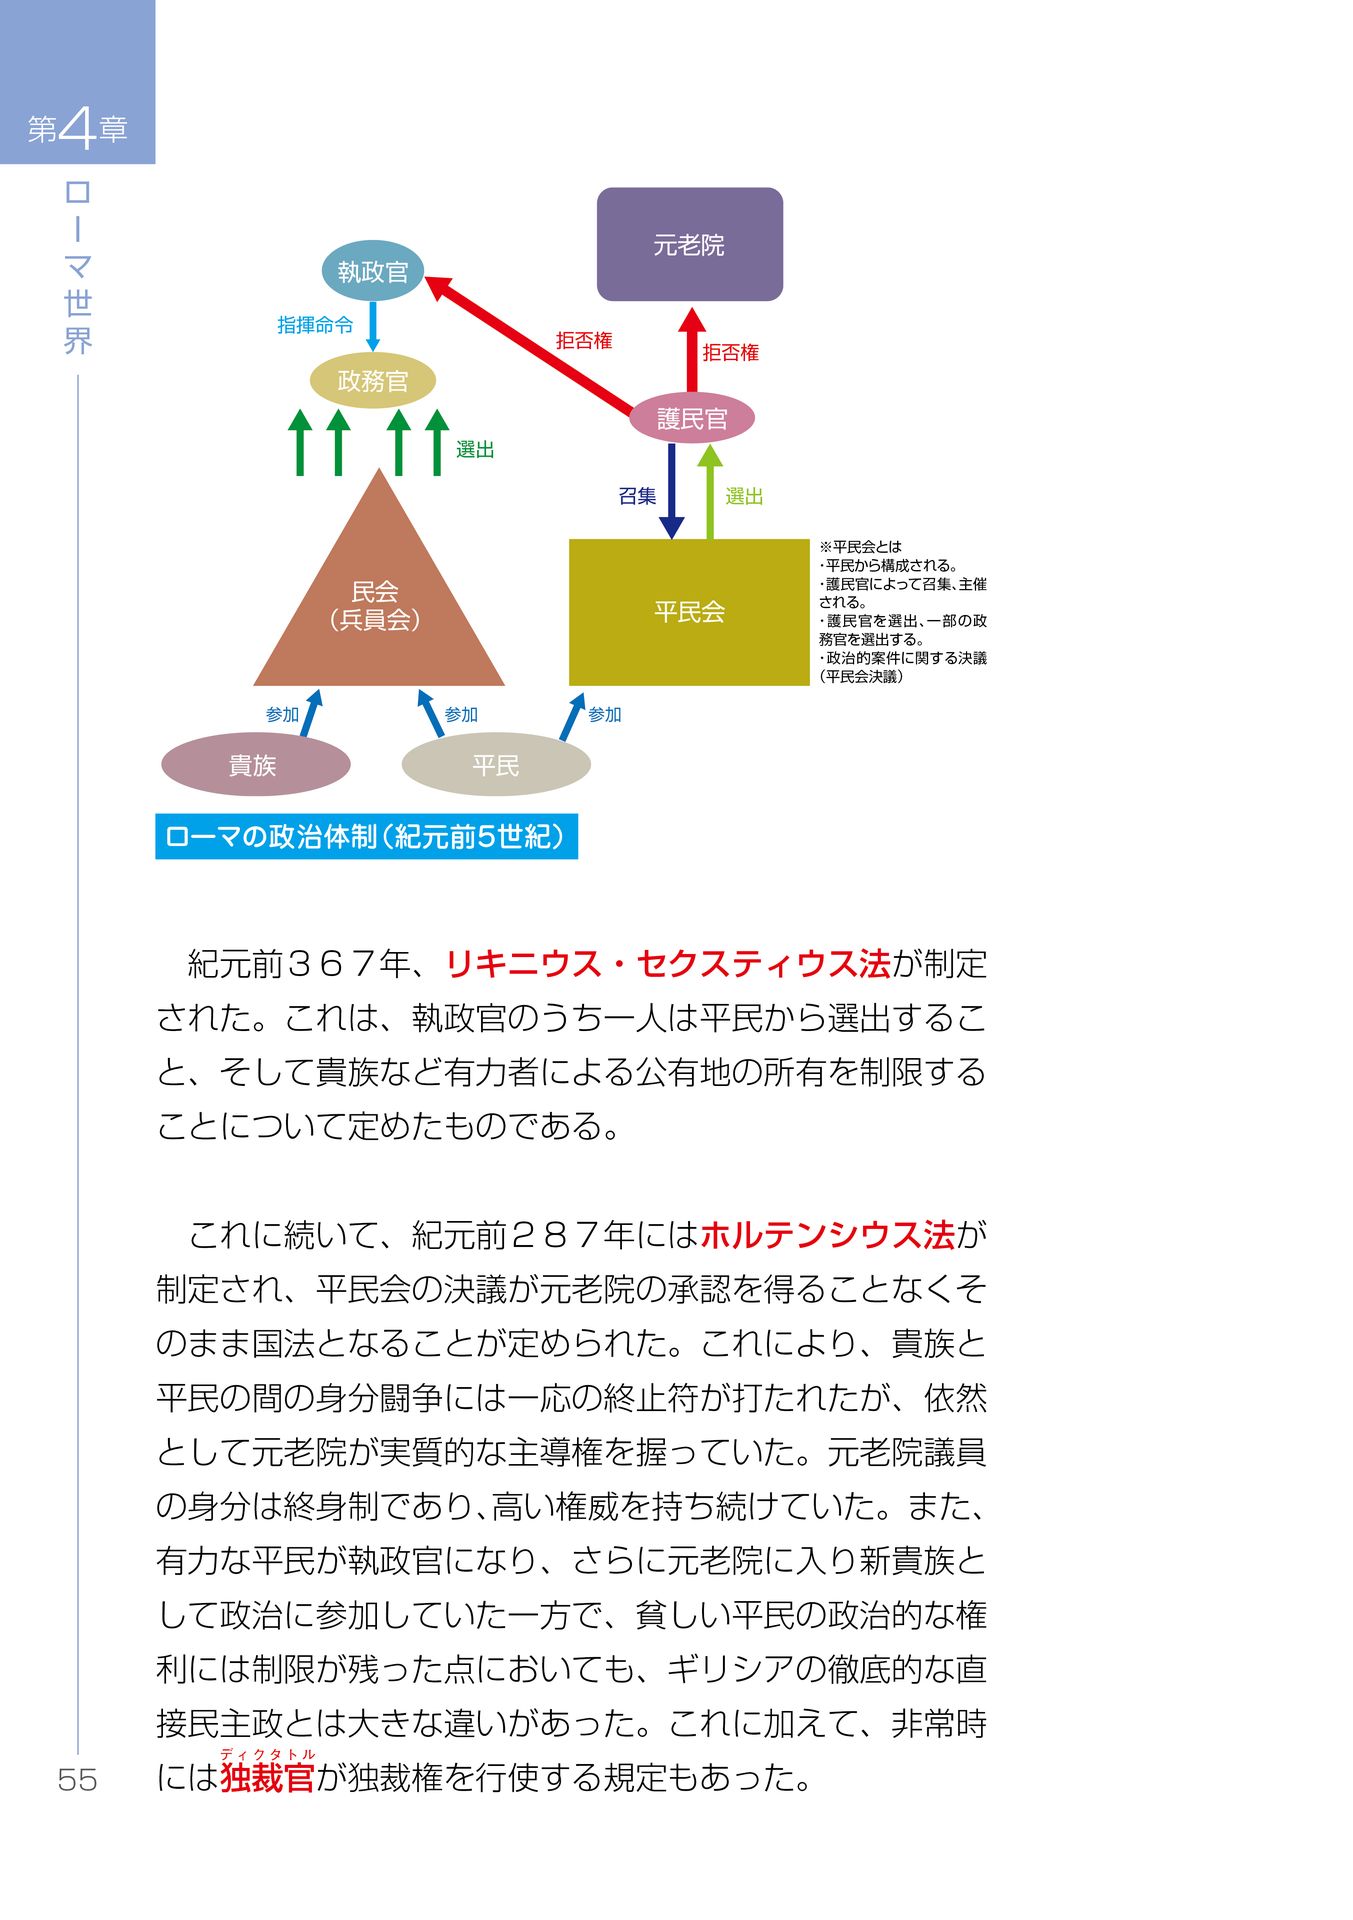 第4章
ローマ世界
元老院
執政官
指揮命令
拒否権
拒否権
政務官
護民官
選出
召集
選出
民会
（兵員会）
平民会
※平民会とは
・平民から構成される。
・護民官によって召集、主催
される。
・護民官を選出、一部の政
務官を選出する。
・政治的案件に関する決議
（平民会決議）
参加
参加
参加
貴族
平民
ローマの政治体制（紀元前5世紀）
紀元前３６７年、リキニウス・セクスティウス法が制定
された。これは、執政官のうち一人は平民から選出するこ
と、そして貴族など有力者による公有地の所有を制限する
ことについて定めたものである。
これに続いて、紀元前２８７年にはホルテンシウス法が
制定され、平民会の決議が元老院の承認を得ることなくそ
のまま国法となることが定められた。これにより、貴族と
平民の間の身分闘争には一応の終止符が打たれたが、依然
として元老院が実質的な主導権を握っていた。元老院議員
の身分は終身制であり、高い権威を持ち続けていた。また、
有力な平民が執政官になり、さらに元老院に入り新貴族と
して政治に参加していた一方で、貧しい平民の政治的な権
利には制限が残った点においても、ギリシアの徹底的な直
接民主政とは大きな違いがあった。これに加えて、非常時
ディクタトル
には独裁官が独裁権を行使する規定もあった。
55